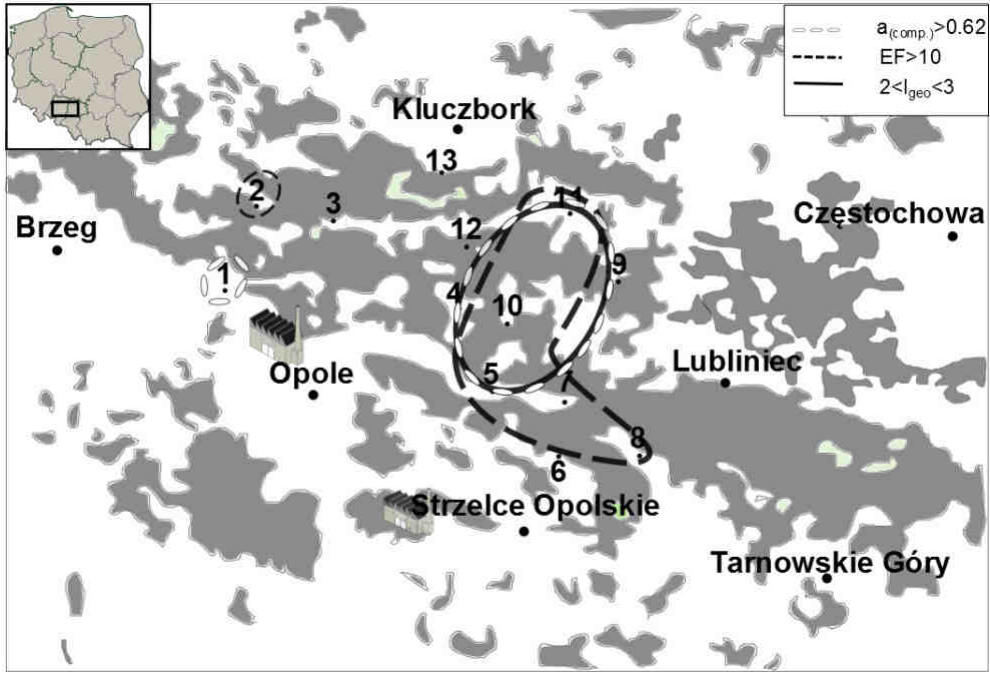 a(comp.)>0.62
EF>10
2<Igeo<3
Kluczbork
13
2
3
11
Częstochowa
Brzeg
12
9
1
4
10
Lubliniec
5
Opole
7
8
6
Strzelce Opolskie
Tarnowskie Góry